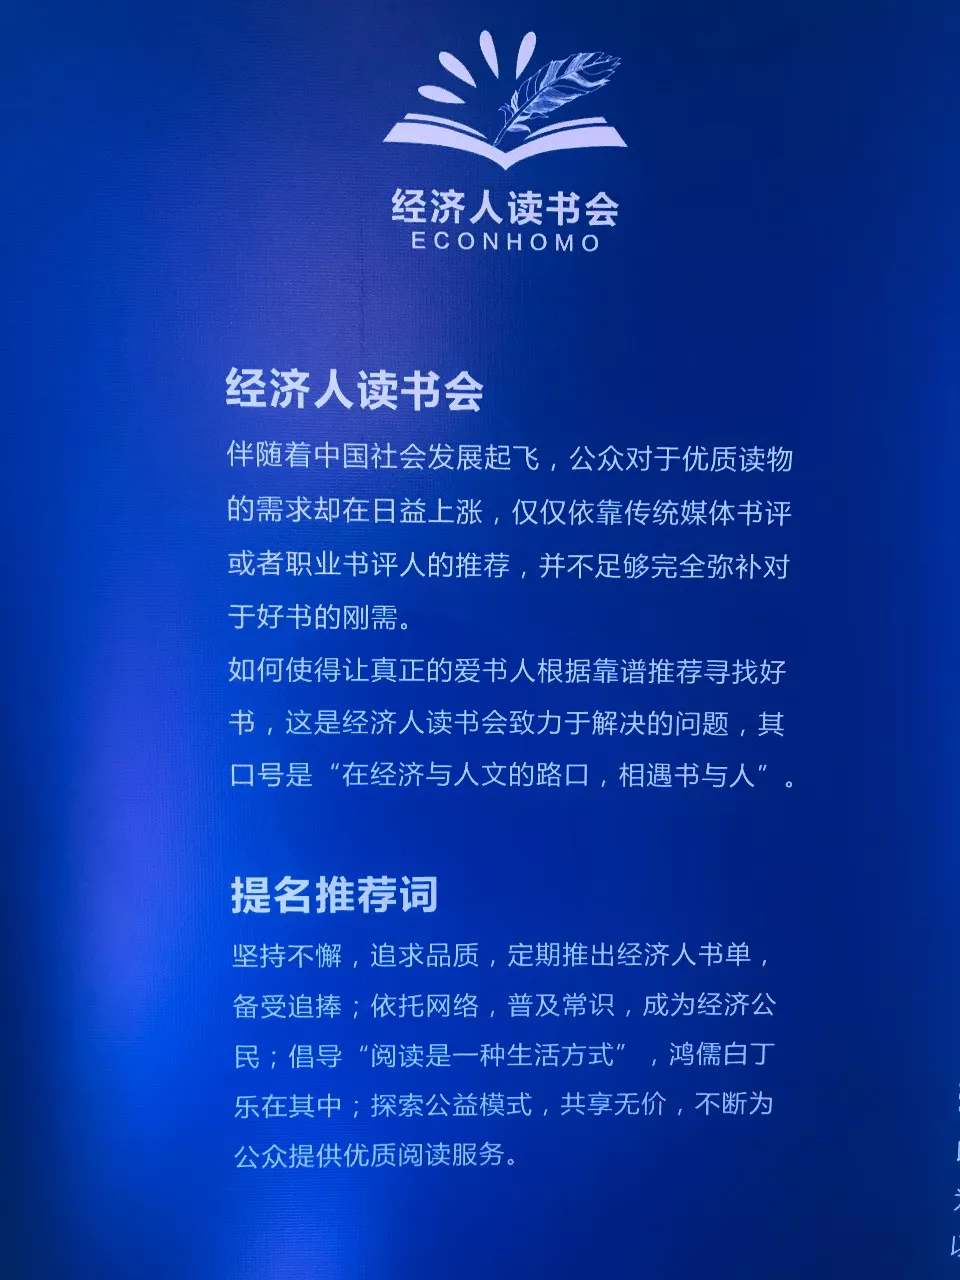 经济人读书会
ECONHOMO
经济人读书会
伴随着中国社会发展起飞，公众对于优质读物
的需求却在日益上涨，仅仅依靠传统媒体书评
或者职业书评人的推荐，并不足够完全弥补对
于好书的刚需。
如何使得让真正的爱书人根据靠谱推荐寻找好
书，这是经济人读书会致力于解决的问题，其
口号是“在经济与人文的路口，相遇书与人”。
提名推荐词
坚持不懈，追求品质，定期推出经济人书单，
备受追捧；依托网络，普及常识，成为经济公
民；倡导“阅读是一种生活方式”，鸿儒白丁
乐在其中；探索公益模式，共享无价，不断为
公众提供优质阅读服务。